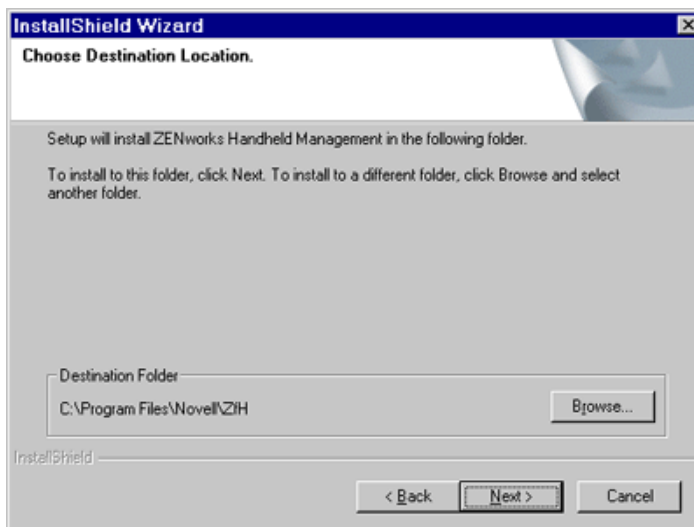 InstallShield Wizard
Choose Destination Location.
Setup will install ZENworks Handheld Management in the following folder.
To install to this folder, click Next. To install to a different folder, click Browse and select
another folder.
Destination Folder
C:\Program Files\Novell\ZfH
Browse...
InstallShield
< Back
Next >
Cancel